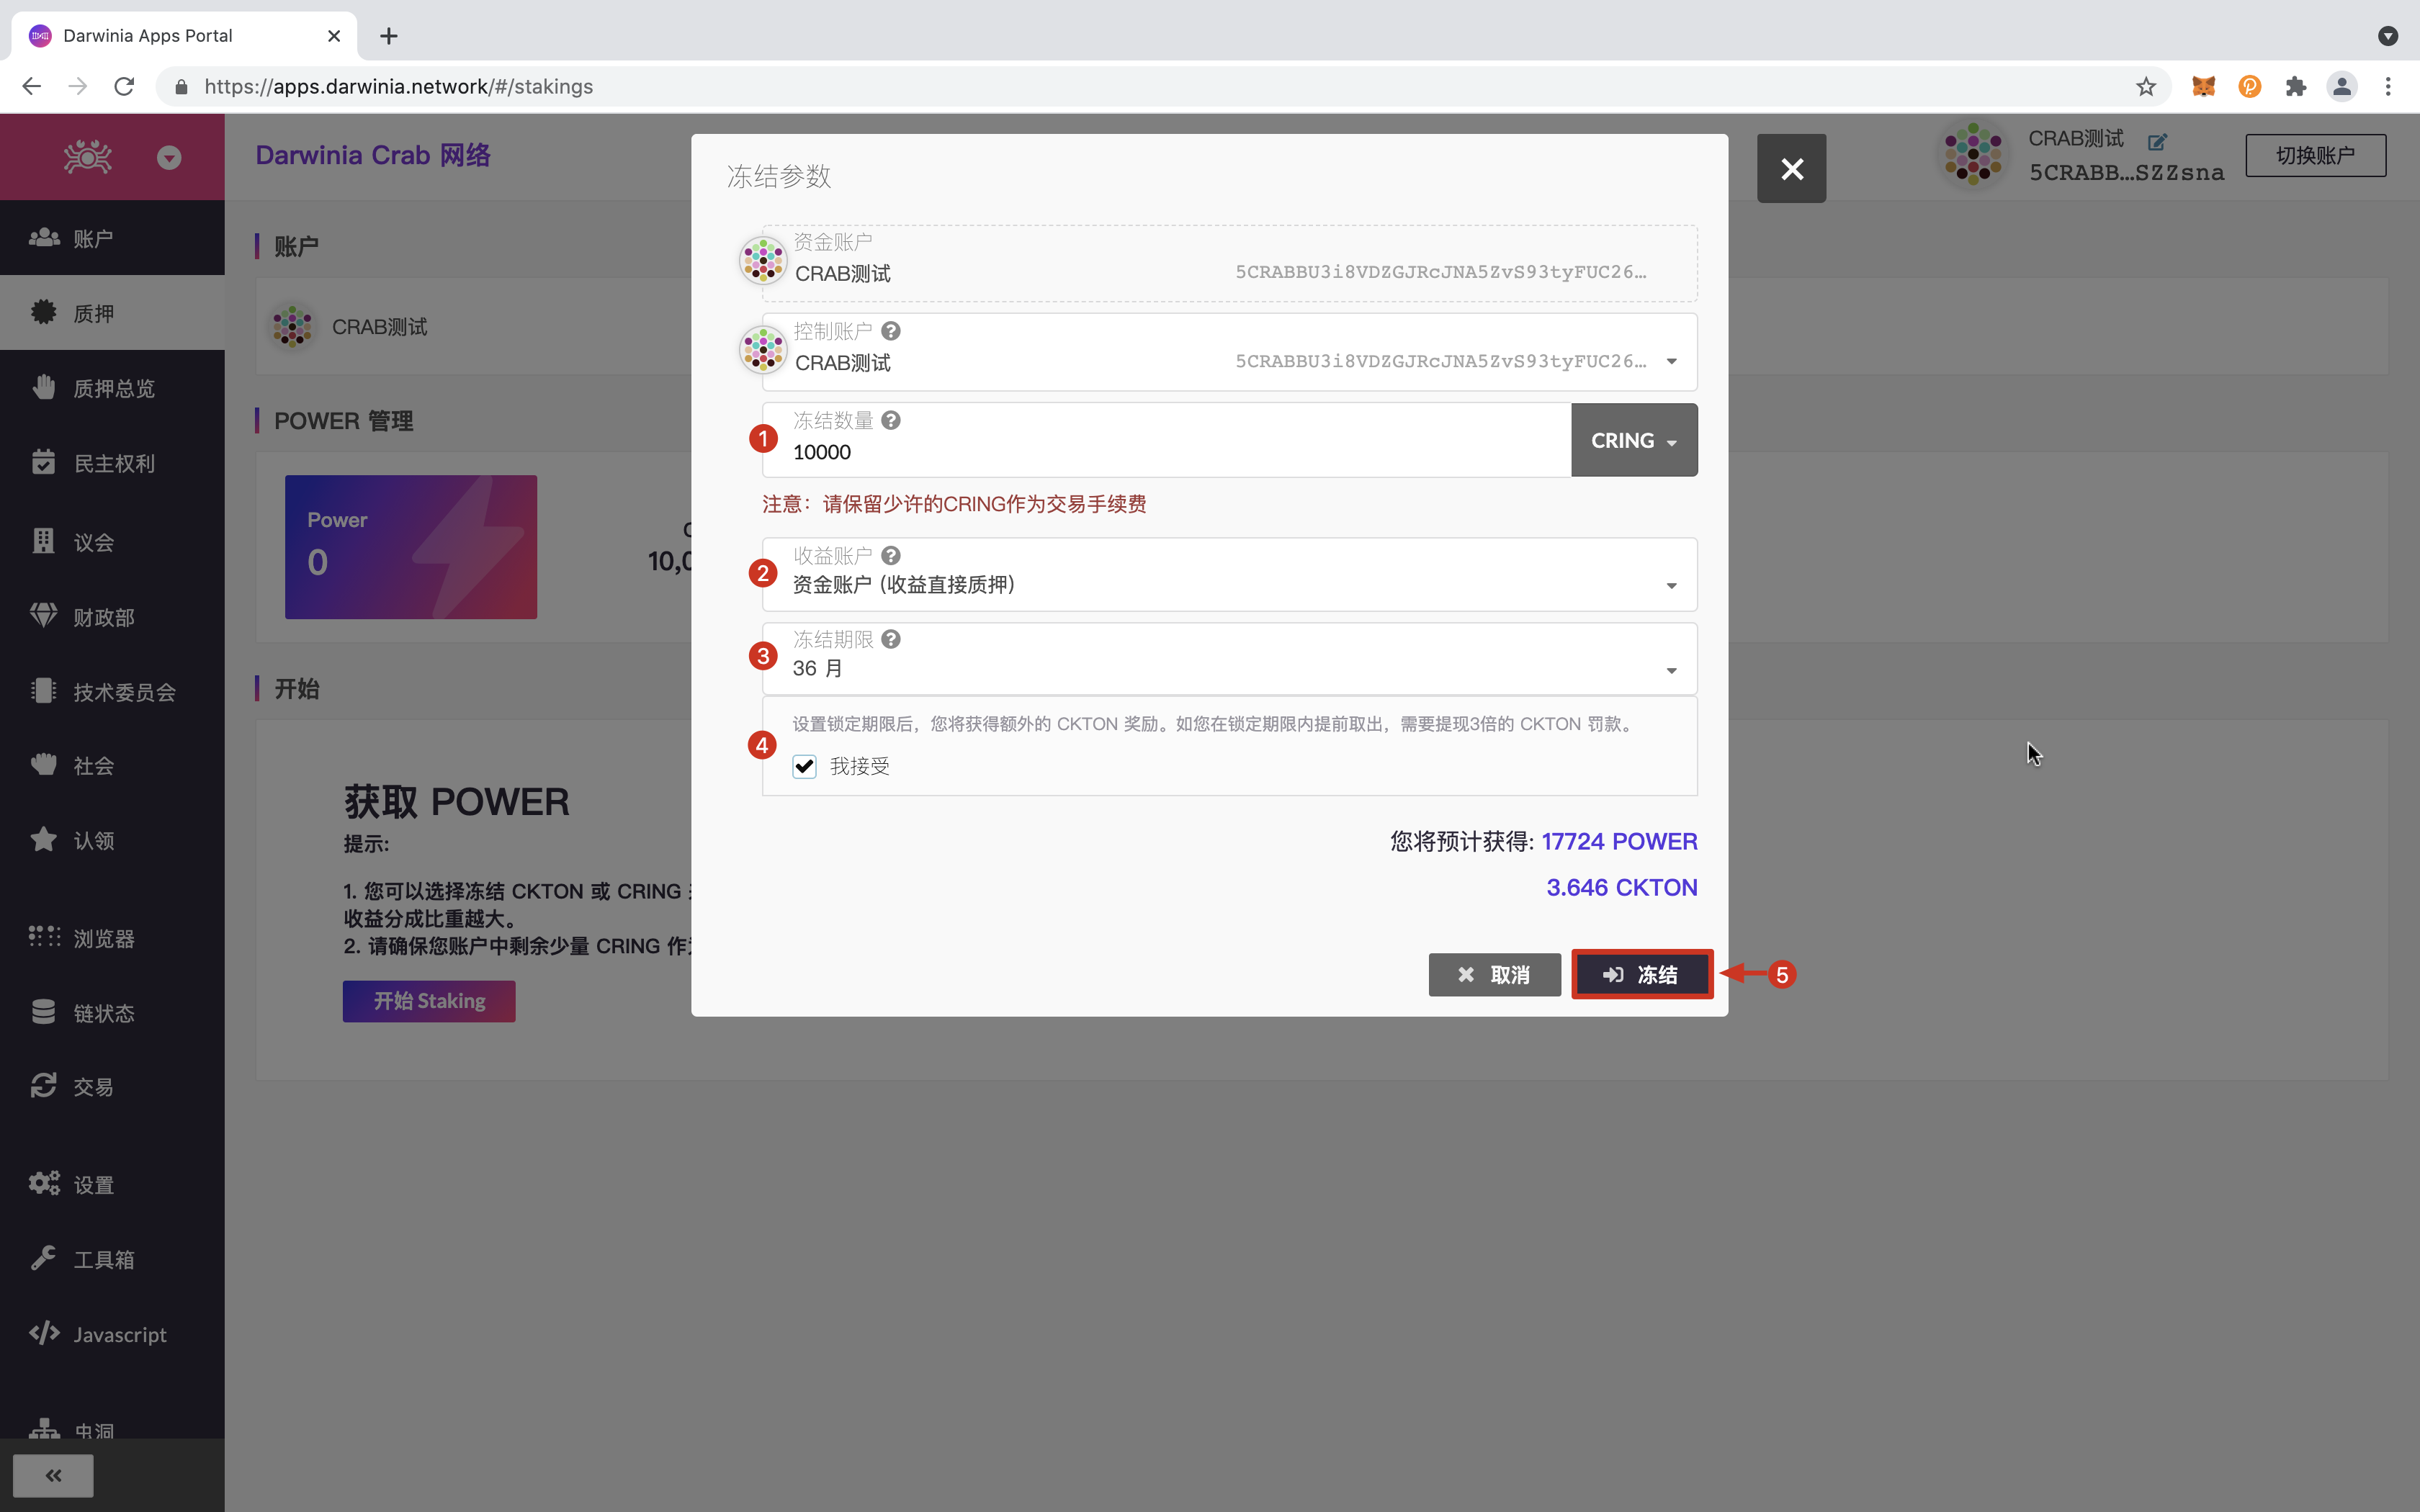 Darwinia Apps Portal
https://apps.darwinia.network/#/stakings
Darwinia Crab 网络
CRAB测试
5CRABB...SZZsna
切换账户
账户
质押
质押总览
民主权利
议会
财政部
技术委员会
社会
认领
浏览器
链状态
交易
设置
工具箱
Javascript
虫洞
账户
CRAB测试
POWER 管理
Power
0
10,0
开始
获取 POWER
提示:
1. 您可以选择冻结 CKTON 或 CRING
收益分成比重越大。
2. 请确保您账户中剩余少量 CRING 作
开始 Staking
冻结参数
资金账户
CRAB测试
5CRABBU3i8VDZGJRcJNA5ZvS93tyFUC26…
控制账户
CRAB测试
5CRABBU3i8VDZGJRcJNA5ZvS93tyFUC26…
1
冻结数量
10000
CRING
注意：请保留少许的CRING作为交易手续费
2
收益账户
资金账户 (收益直接质押)
3
冻结期限
36 月
4
设置锁定期限后，您将获得额外的 CKTON 奖励。如您在锁定期限内提前取出，需要提现3倍的 CKTON 罚款。
我接受
您将预计获得: 17724 POWER
3.646 CKTON
取消
冻结
5